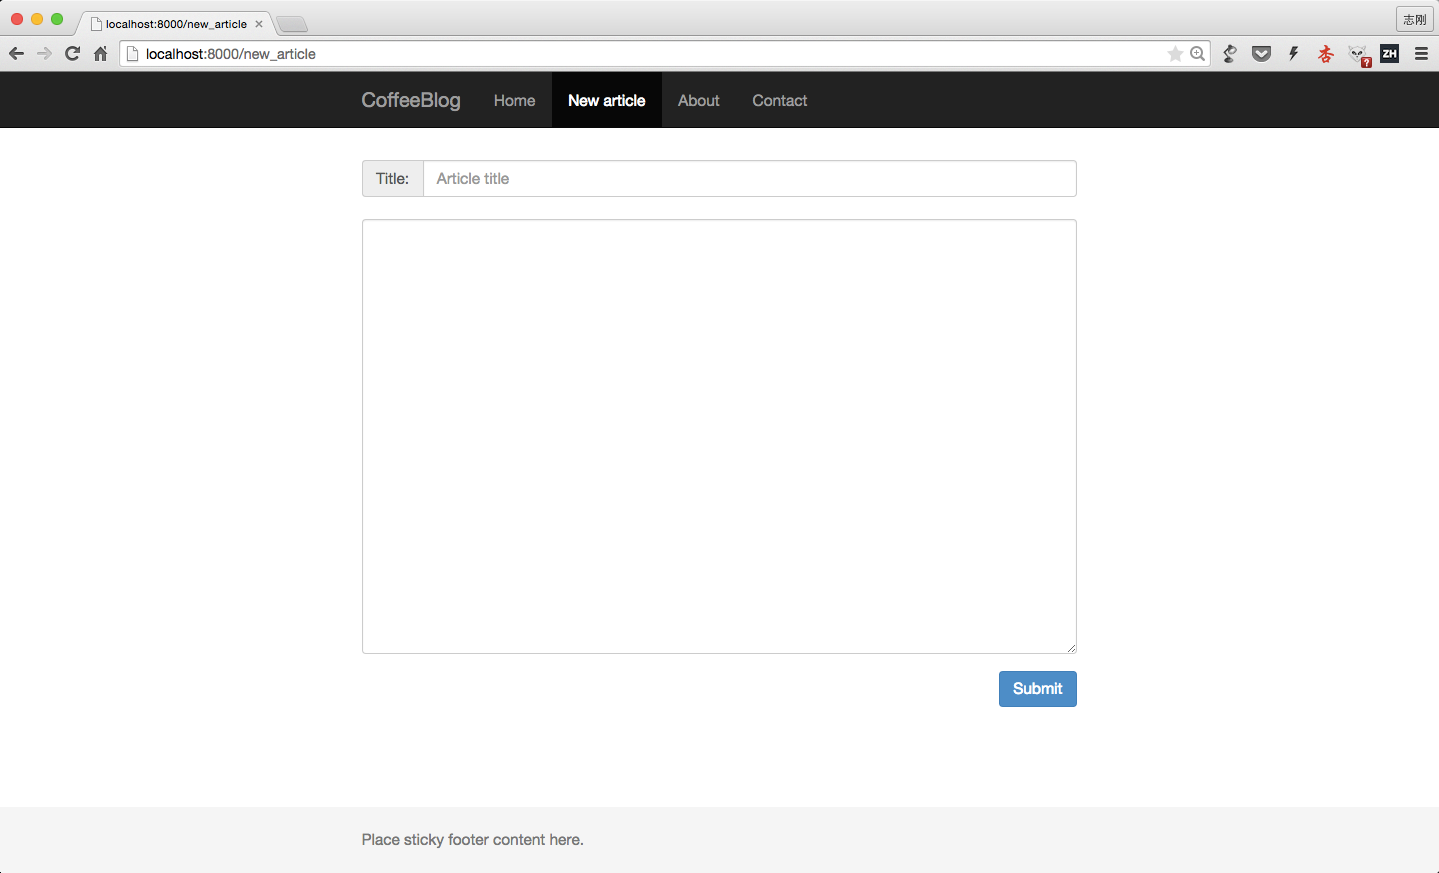 localhost:8000/new_article
志刚
localhost:8000/new_article
杏
?
ZH
CoffeeBlog Home New article About Contact
Title: Article title
Submit
Place sticky footer content here.